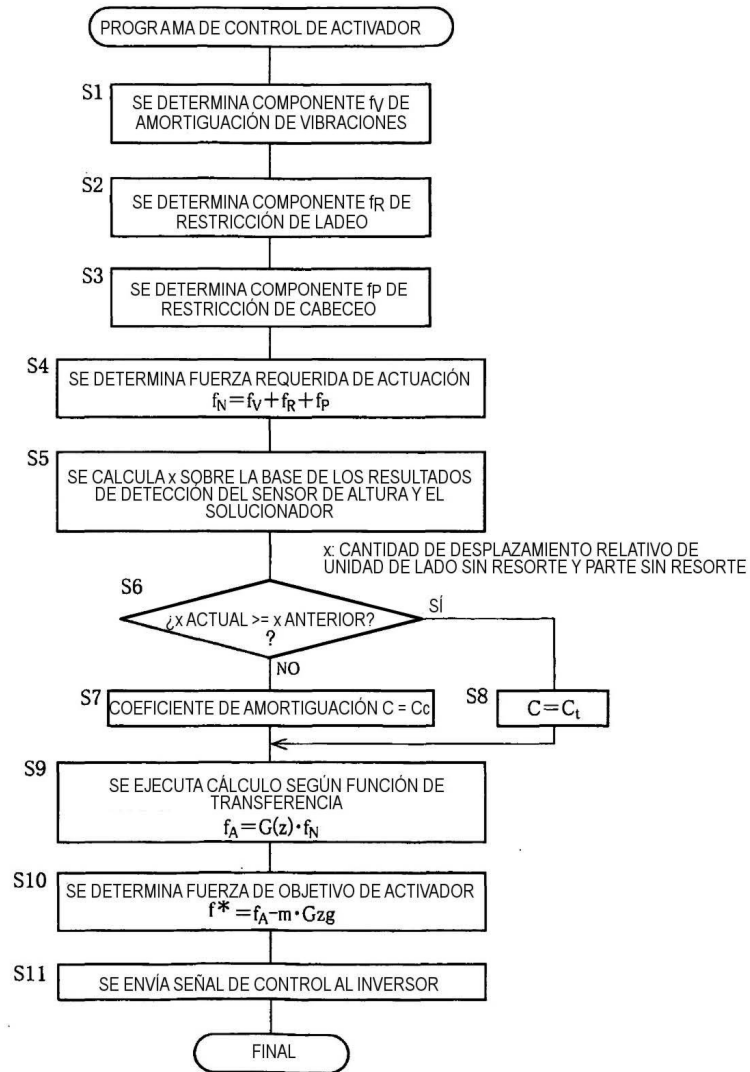 PROGRAMA DE CONTROL DE ACTIVADOR
S1
SE DETERMINA COMPONENTE fV DE
AMORTIGUACIÓN DE VIBRACIONES
S2
SE DETERMINA COMPONENTE fR DE
RESTRICCIÓN DE LADEO
S3
SE DETERMINA COMPONENTE fP DE
RESTRICCIÓN DE CABECEO
S4
SE DETERMINA FUERZA REQUERIDA DE ACTUACIÓN
fN=fV+fR+fP
S5
SE CALCULA x SOBRE LA BASE DE LOS RESULTADOS
DE DETECCIÓN DEL SENSOR DE ALTURA Y EL
SOLUCIONADOR
x: CANTIDAD DE DESPLAZAMIENTO RELATIVO DE
UNIDAD DE LADO SIN RESORTE Y PARTE SIN RESORTE
S6
¿x ACTUAL >= x ANTERIOR?
?
SÍ
NO
S7
COEFICIENTE DE AMORTIGUACIÓN C = Cc
S8
C=Ct
S9
SE EJECUTA CÁLCULO SEGÚN FUNCIÓN DE
TRANSFERENCIA
fA=G(z)·fN
S10
SE DETERMINA FUERZA DE OBJETIVO DE ACTIVADOR
f*=fA-m·Gzg
S11
SE ENVÍA SEÑAL DE CONTROL AL INVERSOR
FINAL